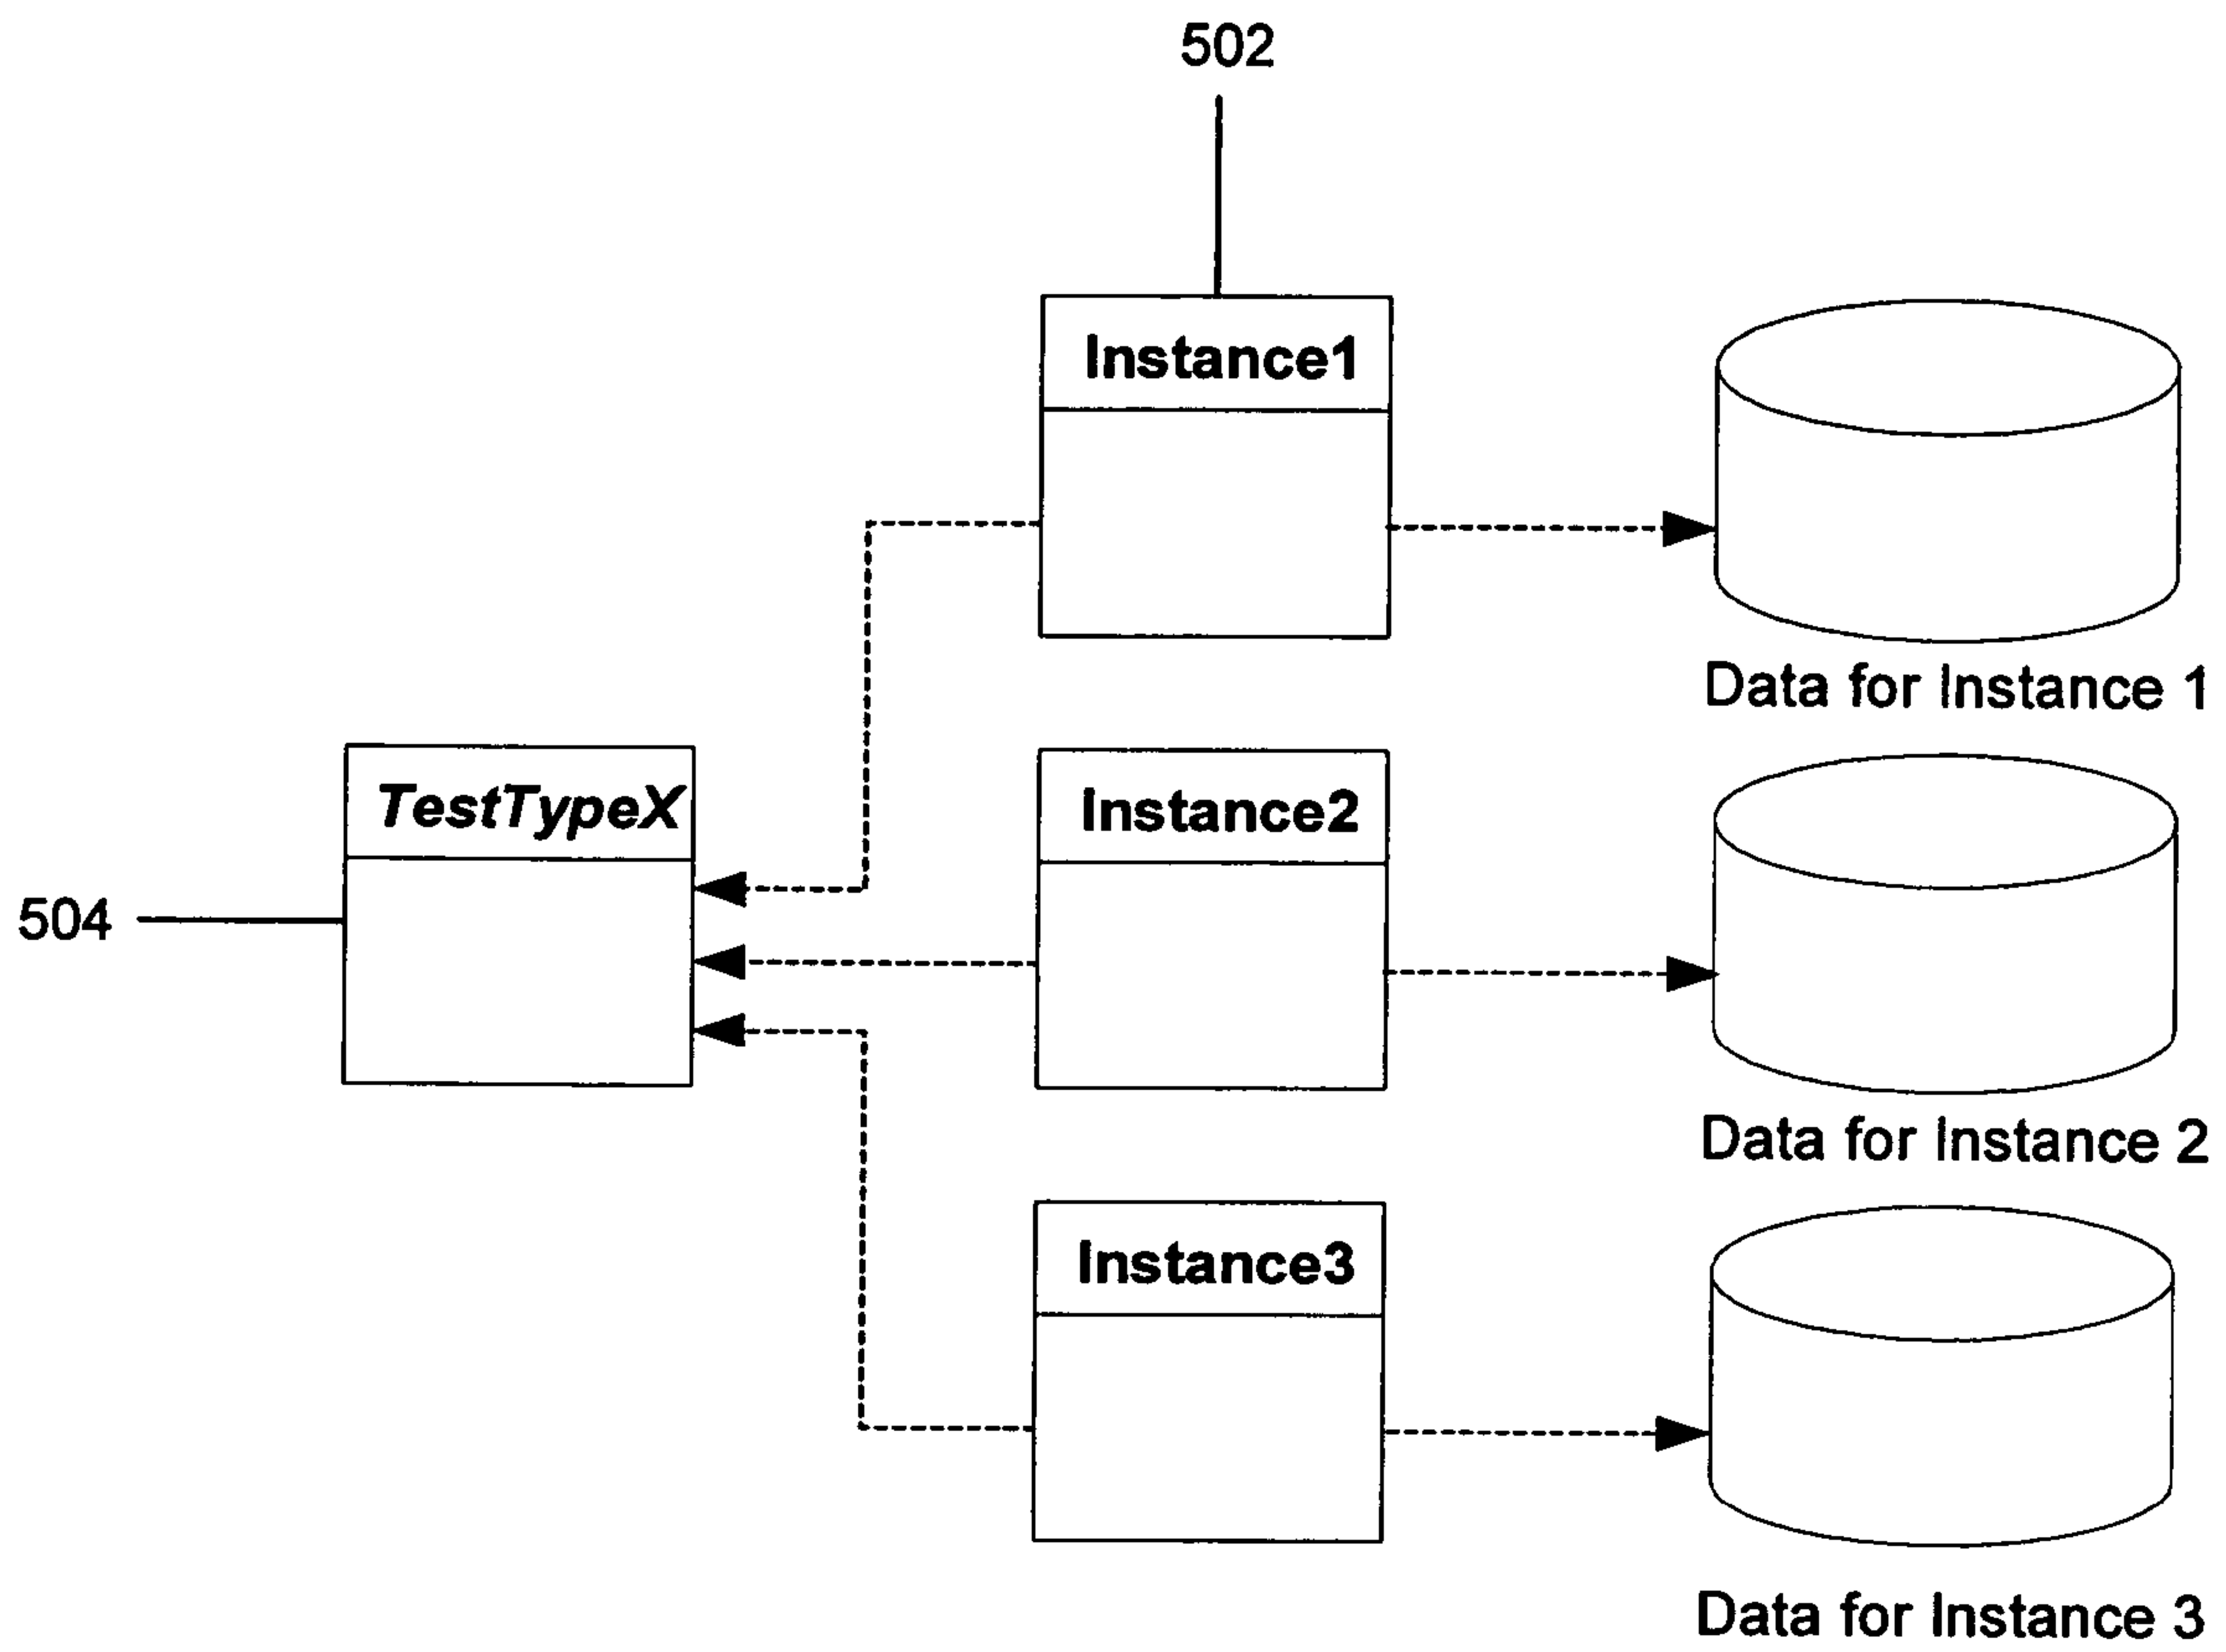 502
Instance1
Data for Instance 1
TestTypeX
Instance2
504
Data for Instance 2
Instance3
Data for Instance 3